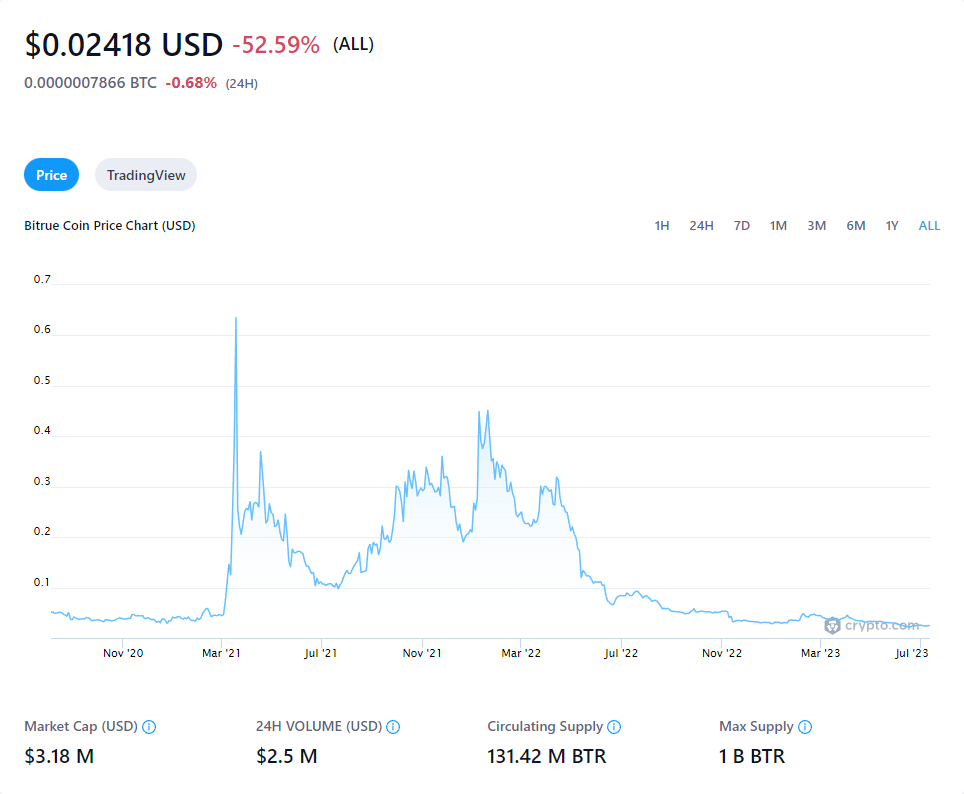 $0.02418 USD -52.59% (ALL)
0.0000007866 BTC -0.68% (24H)
Price TradingView
Bitrue Coin Price Chart (USD) 1H 24H 7D 1M 3M 6M 1Y ALL
0.7
0.6
0.5
0.4
0.3
0.2
0.1
crypto.com
Nov '20 Mar '21 Jul '21 Nov '21 Mar '22 Jul '22 Nov '22 Mar '23 Jul '23
Market Cap (USD) 24H VOLUME (USD) Circulating Supply Max Supply
$3.18 M $2.5 M 131.42 M BTR 1 B BTR